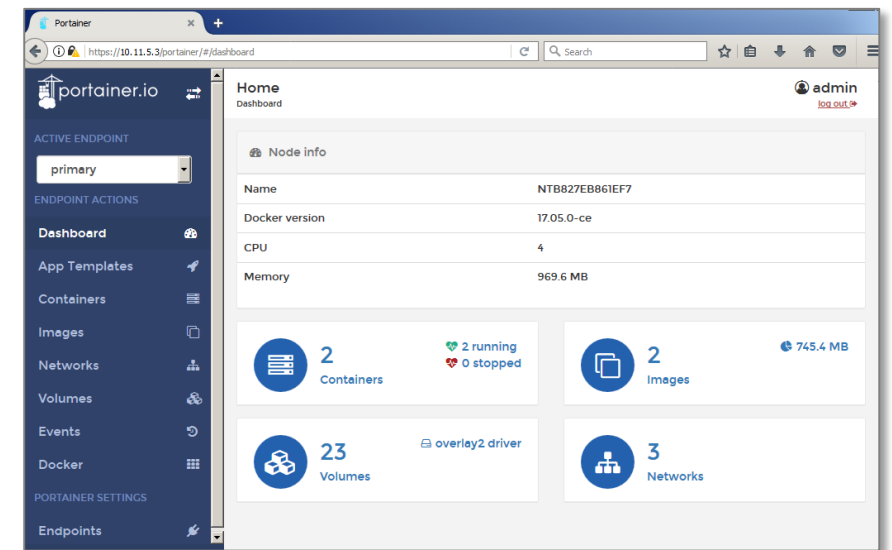 Portainer
https://10.11.5.3/portainer/#/dashboard
Search
portainer.io
ACTIVE ENDPOINT
primary
ENDPOINT ACTIONS
Dashboard
App Templates
Containers
Images
Networks
Volumes
Events
Docker
PORTAINER SETTINGS
Endpoints
Home
Dashboard
admin
log out
Node info
Name NTB827EB861EF7
Docker version 17.05.0-ce
CPU 4
Memory 969.6 MB
2
Containers
2 running
0 stopped
2
Images
745.4 MB
23
Volumes
overlay2 driver
3
Networks